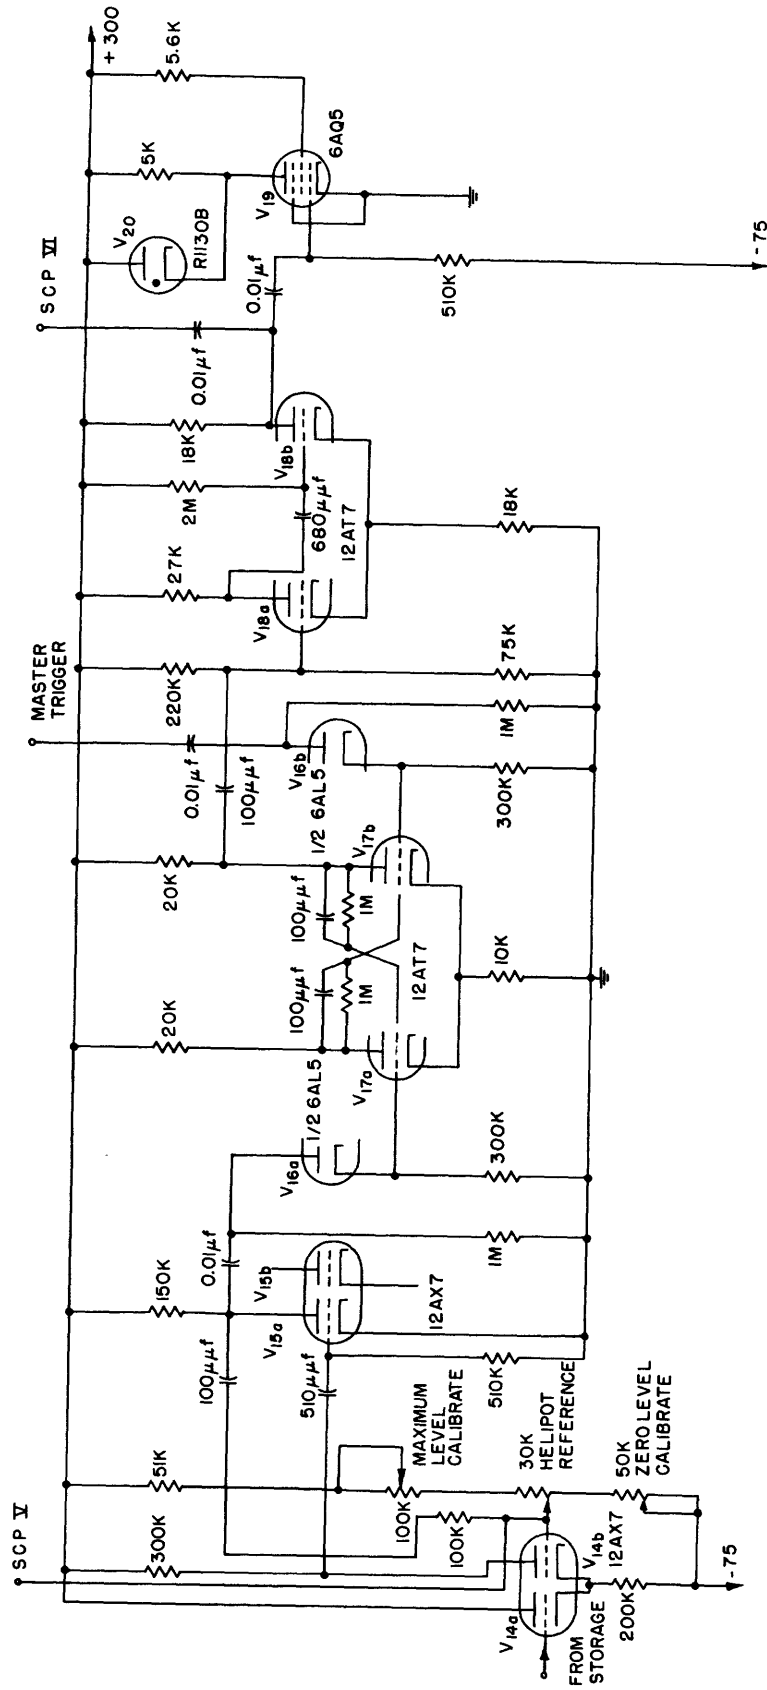 SCP V
300K
51K
150K
20K
20K
MASTER
TRIGGER
220K
27K
2M
18K
SCP VI
5K
5.6K
+300
100μμf
0.01μf
0.01μf
100μμf
0.01μf
V20
R1130B
510μμf
V15a
V15b
V16a
1/2 6AL5
100μμf
1M
100μμf
1M
V16b
1/2 6AL5
V18a
680μμf
12AT7
V18b
0.01μf
V19
6AQ5
100K
MAXIMUM
LEVEL
CALIBRATE
12AX7
V17a
12AT7
V17b
510K
100K
30K
HELIPOT
REFERENCE
510K
1M
300K
10K
300K
1M
75K
18K
V14a
V14b
12AX7
50K
ZERO LEVEL
CALIBRATE
FROM
STORAGE
200K
-75
-75